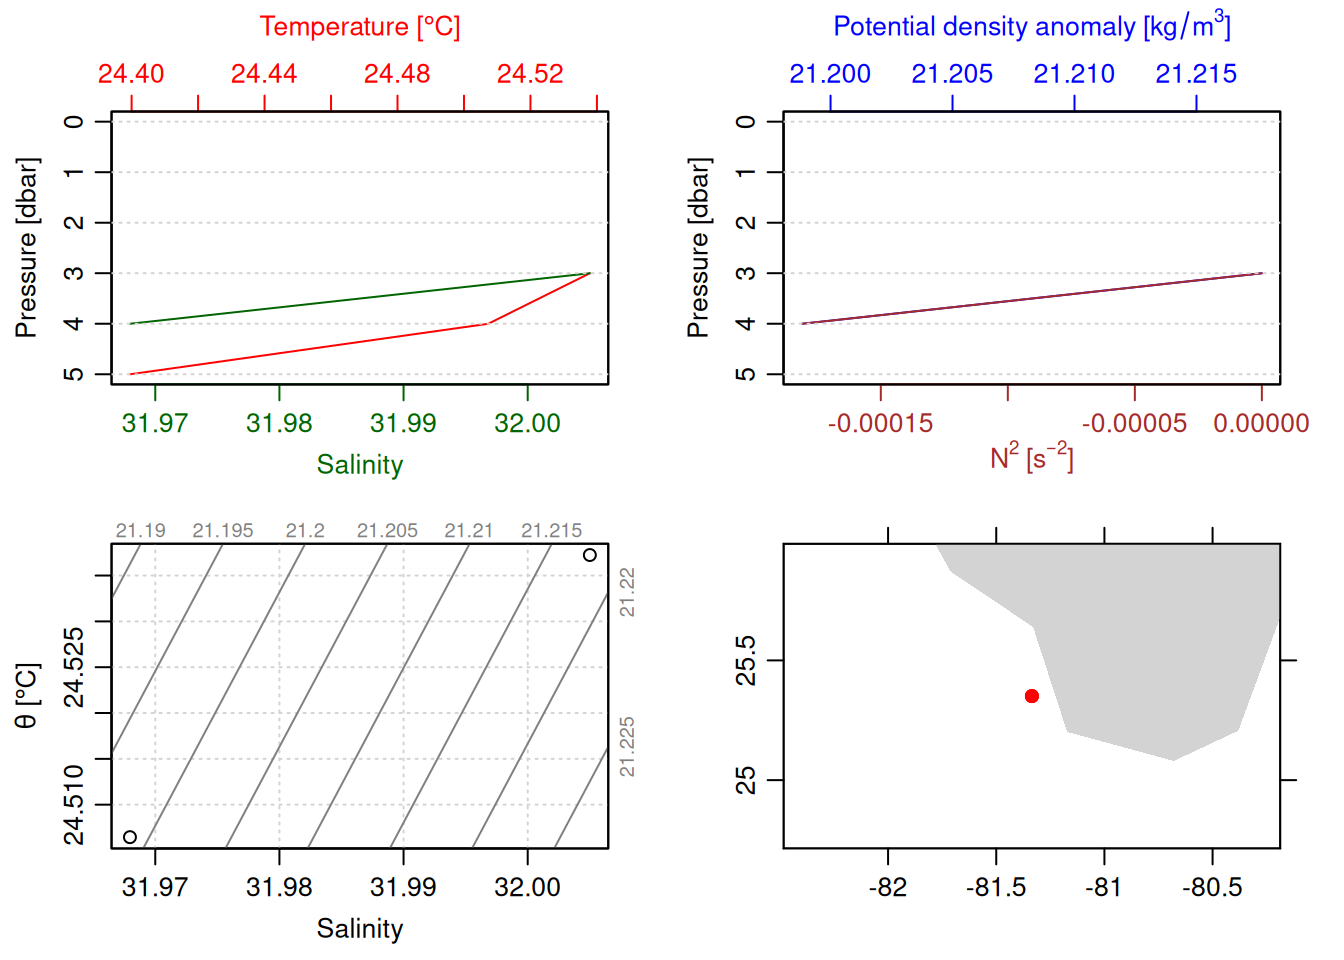 Temperature [°C]
24.40 24.44 24.48 24.52
Pressure [dbar]
0
1
2
3
4
5
31.97 31.98 31.99 32.00
Salinity
Potential density anomaly [kg/m³]
21.200 21.205 21.210 21.215
Pressure [dbar]
0
1
2
3
4
5
-0.00015 -0.00005 0.00000
N² [s⁻²]
21.19 21.195 21.2 21.205 21.21 21.215
21.22
21.225
θ [°C]
24.525
24.510
31.97 31.98 31.99 32.00
Salinity
25.5
25
-82 -81.5 -81 -80.5